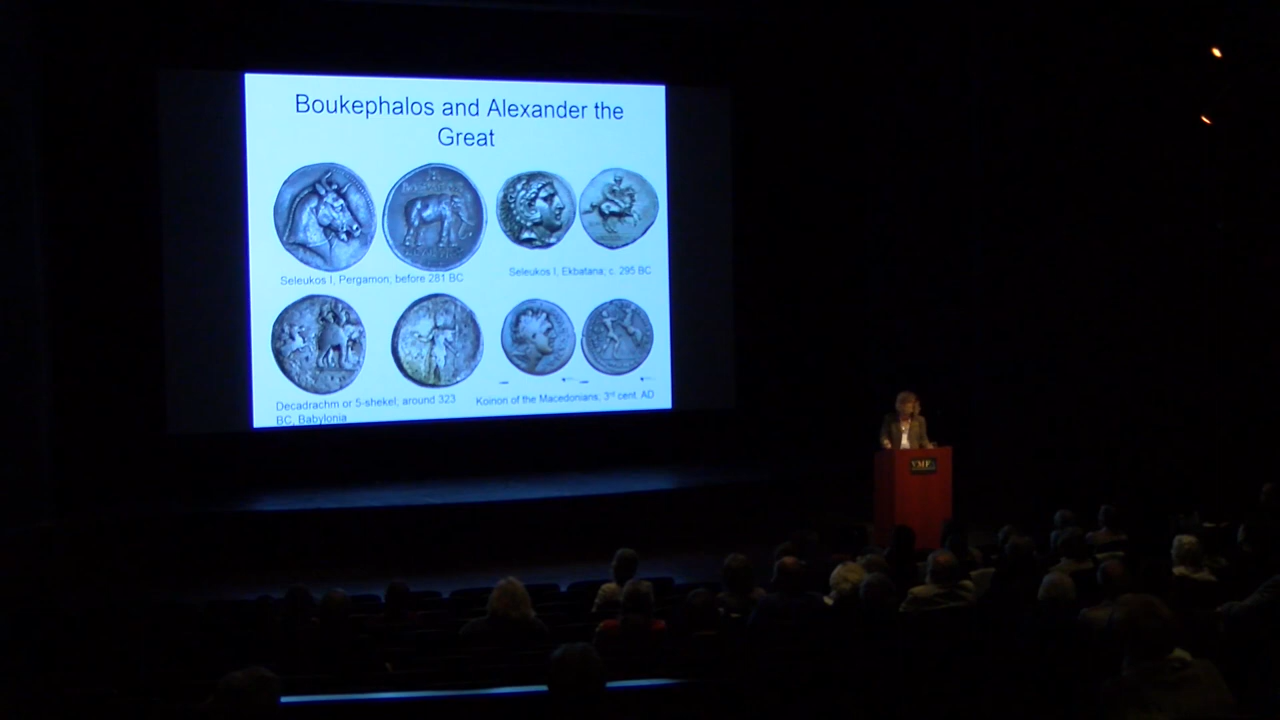 Boukephalos and Alexander the
Great
Seleukos I, Pergamon; before 281 BC
Seleukos I, Ekbatana; c. 295 BC
Decadrachm or 5-shekel; around 323
BC, Babylonia
Koinon of the Macedonians; 3rd cent. AD
VMFA